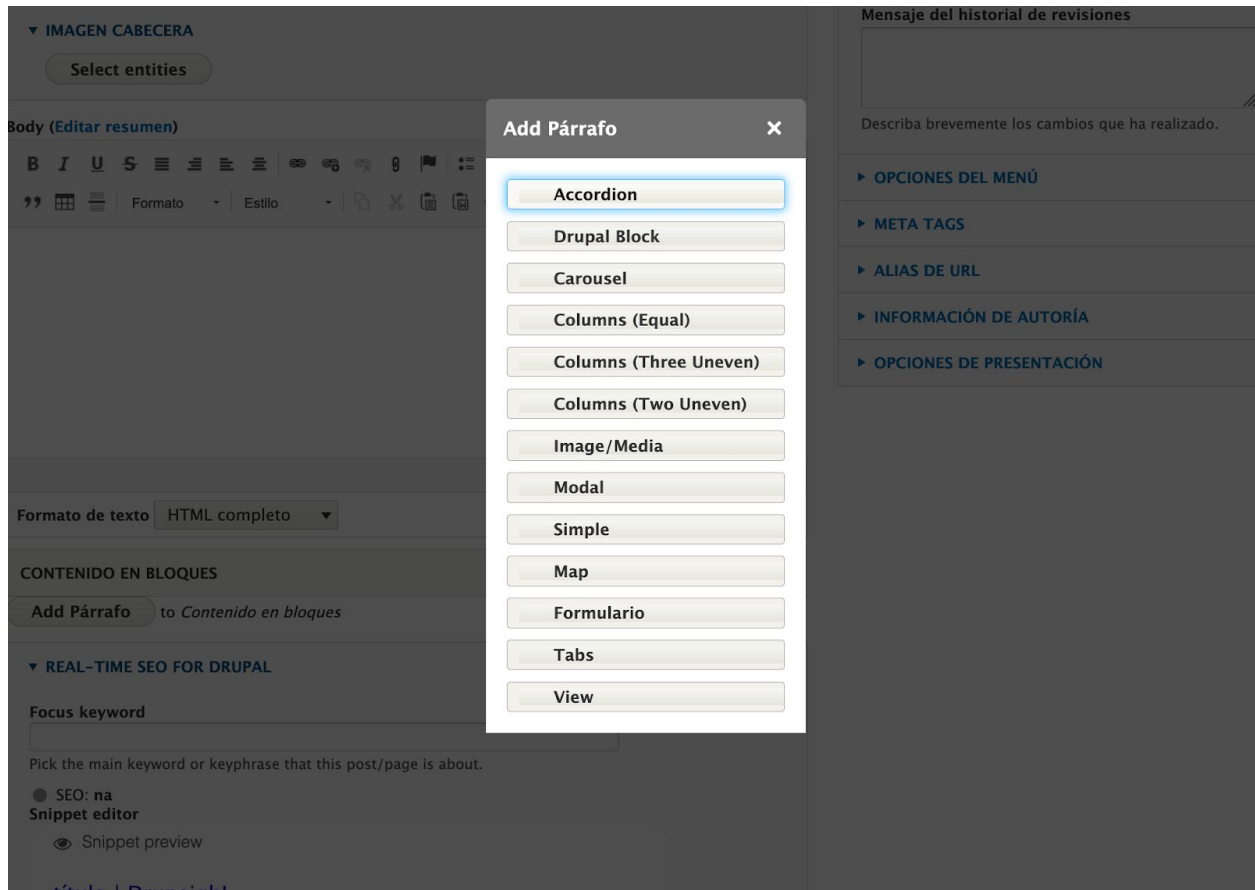 IMAGEN CABECERA
Select entities
Body (Editar resumen)
B I U S
Formato Estilo
Formato de texto HTML completo
CONTENIDO EN BLOQUES
Add Párrafo to Contenido en bloques
REAL-TIME SEO FOR DRUPAL
Focus keyword
Pick the main keyword or keyphrase that this post/page is about.
SEO: na
Snippet editor
Snippet preview
Add Párrafo
Accordion
Drupal Block
Carousel
Columns (Equal)
Columns (Three Uneven)
Columns (Two Uneven)
Image/Media
Modal
Simple
Map
Formulario
Tabs
View
Mensaje del historial de revisiones
Describa brevemente los cambios que ha realizado.
OPCIONES DEL MENÚ
META TAGS
ALIAS DE URL
INFORMACIÓN DE AUTORÍA
OPCIONES DE PRESENTACIÓN